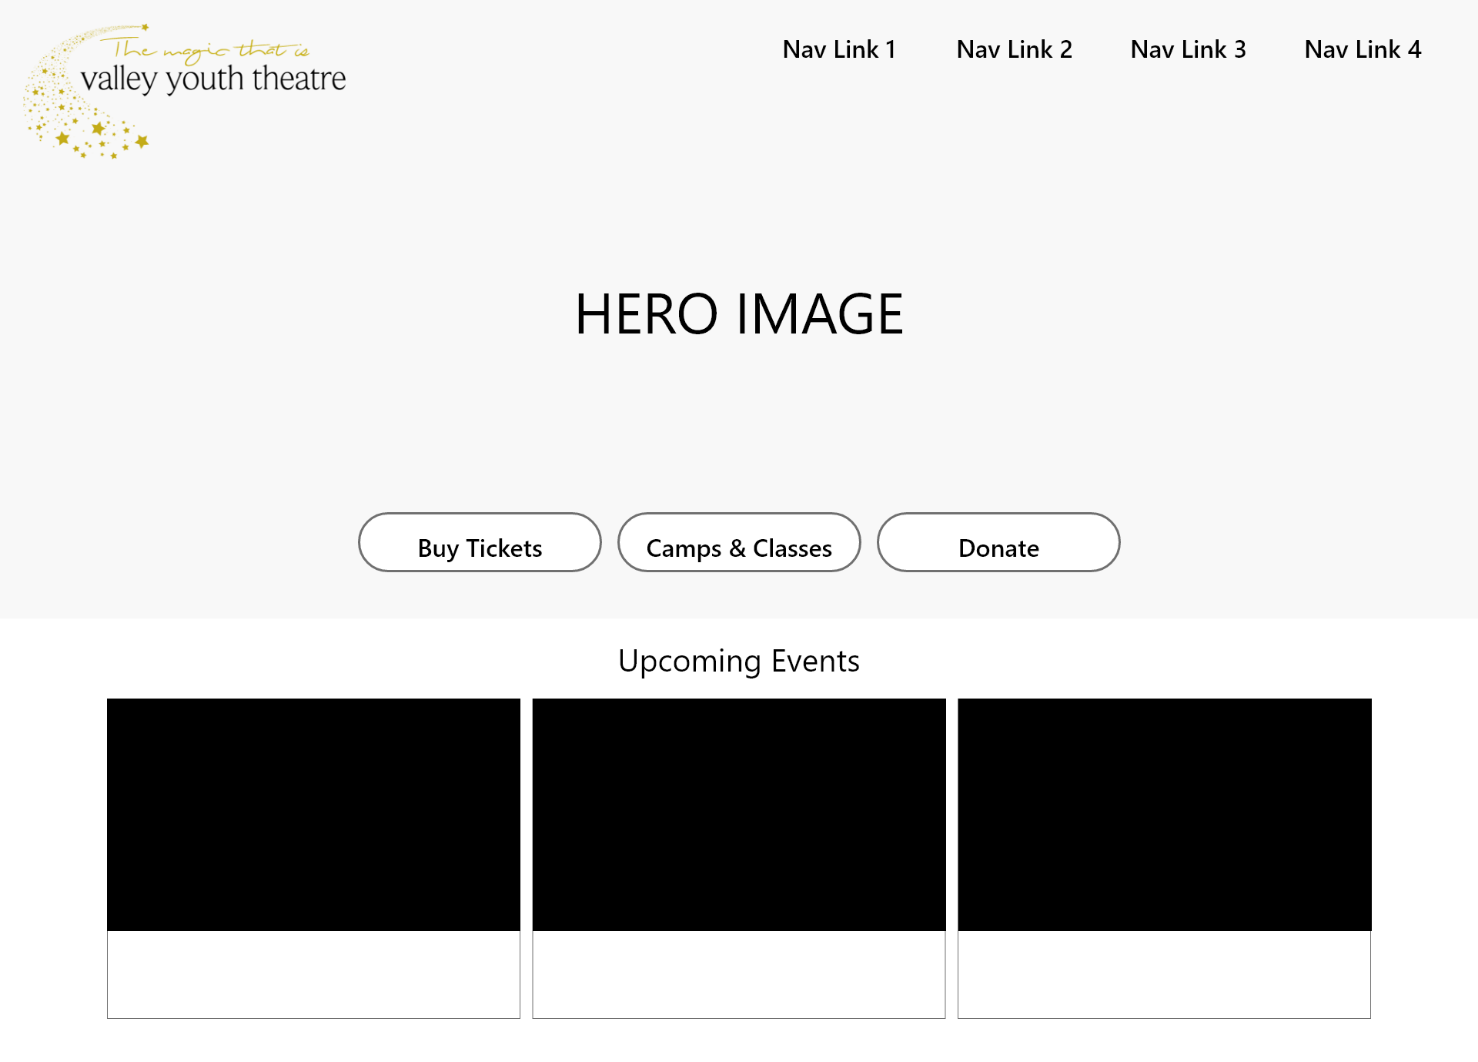 The magic that is
valley youth theatre
Nav Link 1
Nav Link 2
Nav Link 3
Nav Link 4
HERO IMAGE
Buy Tickets
Camps & Classes
Donate
Upcoming Events